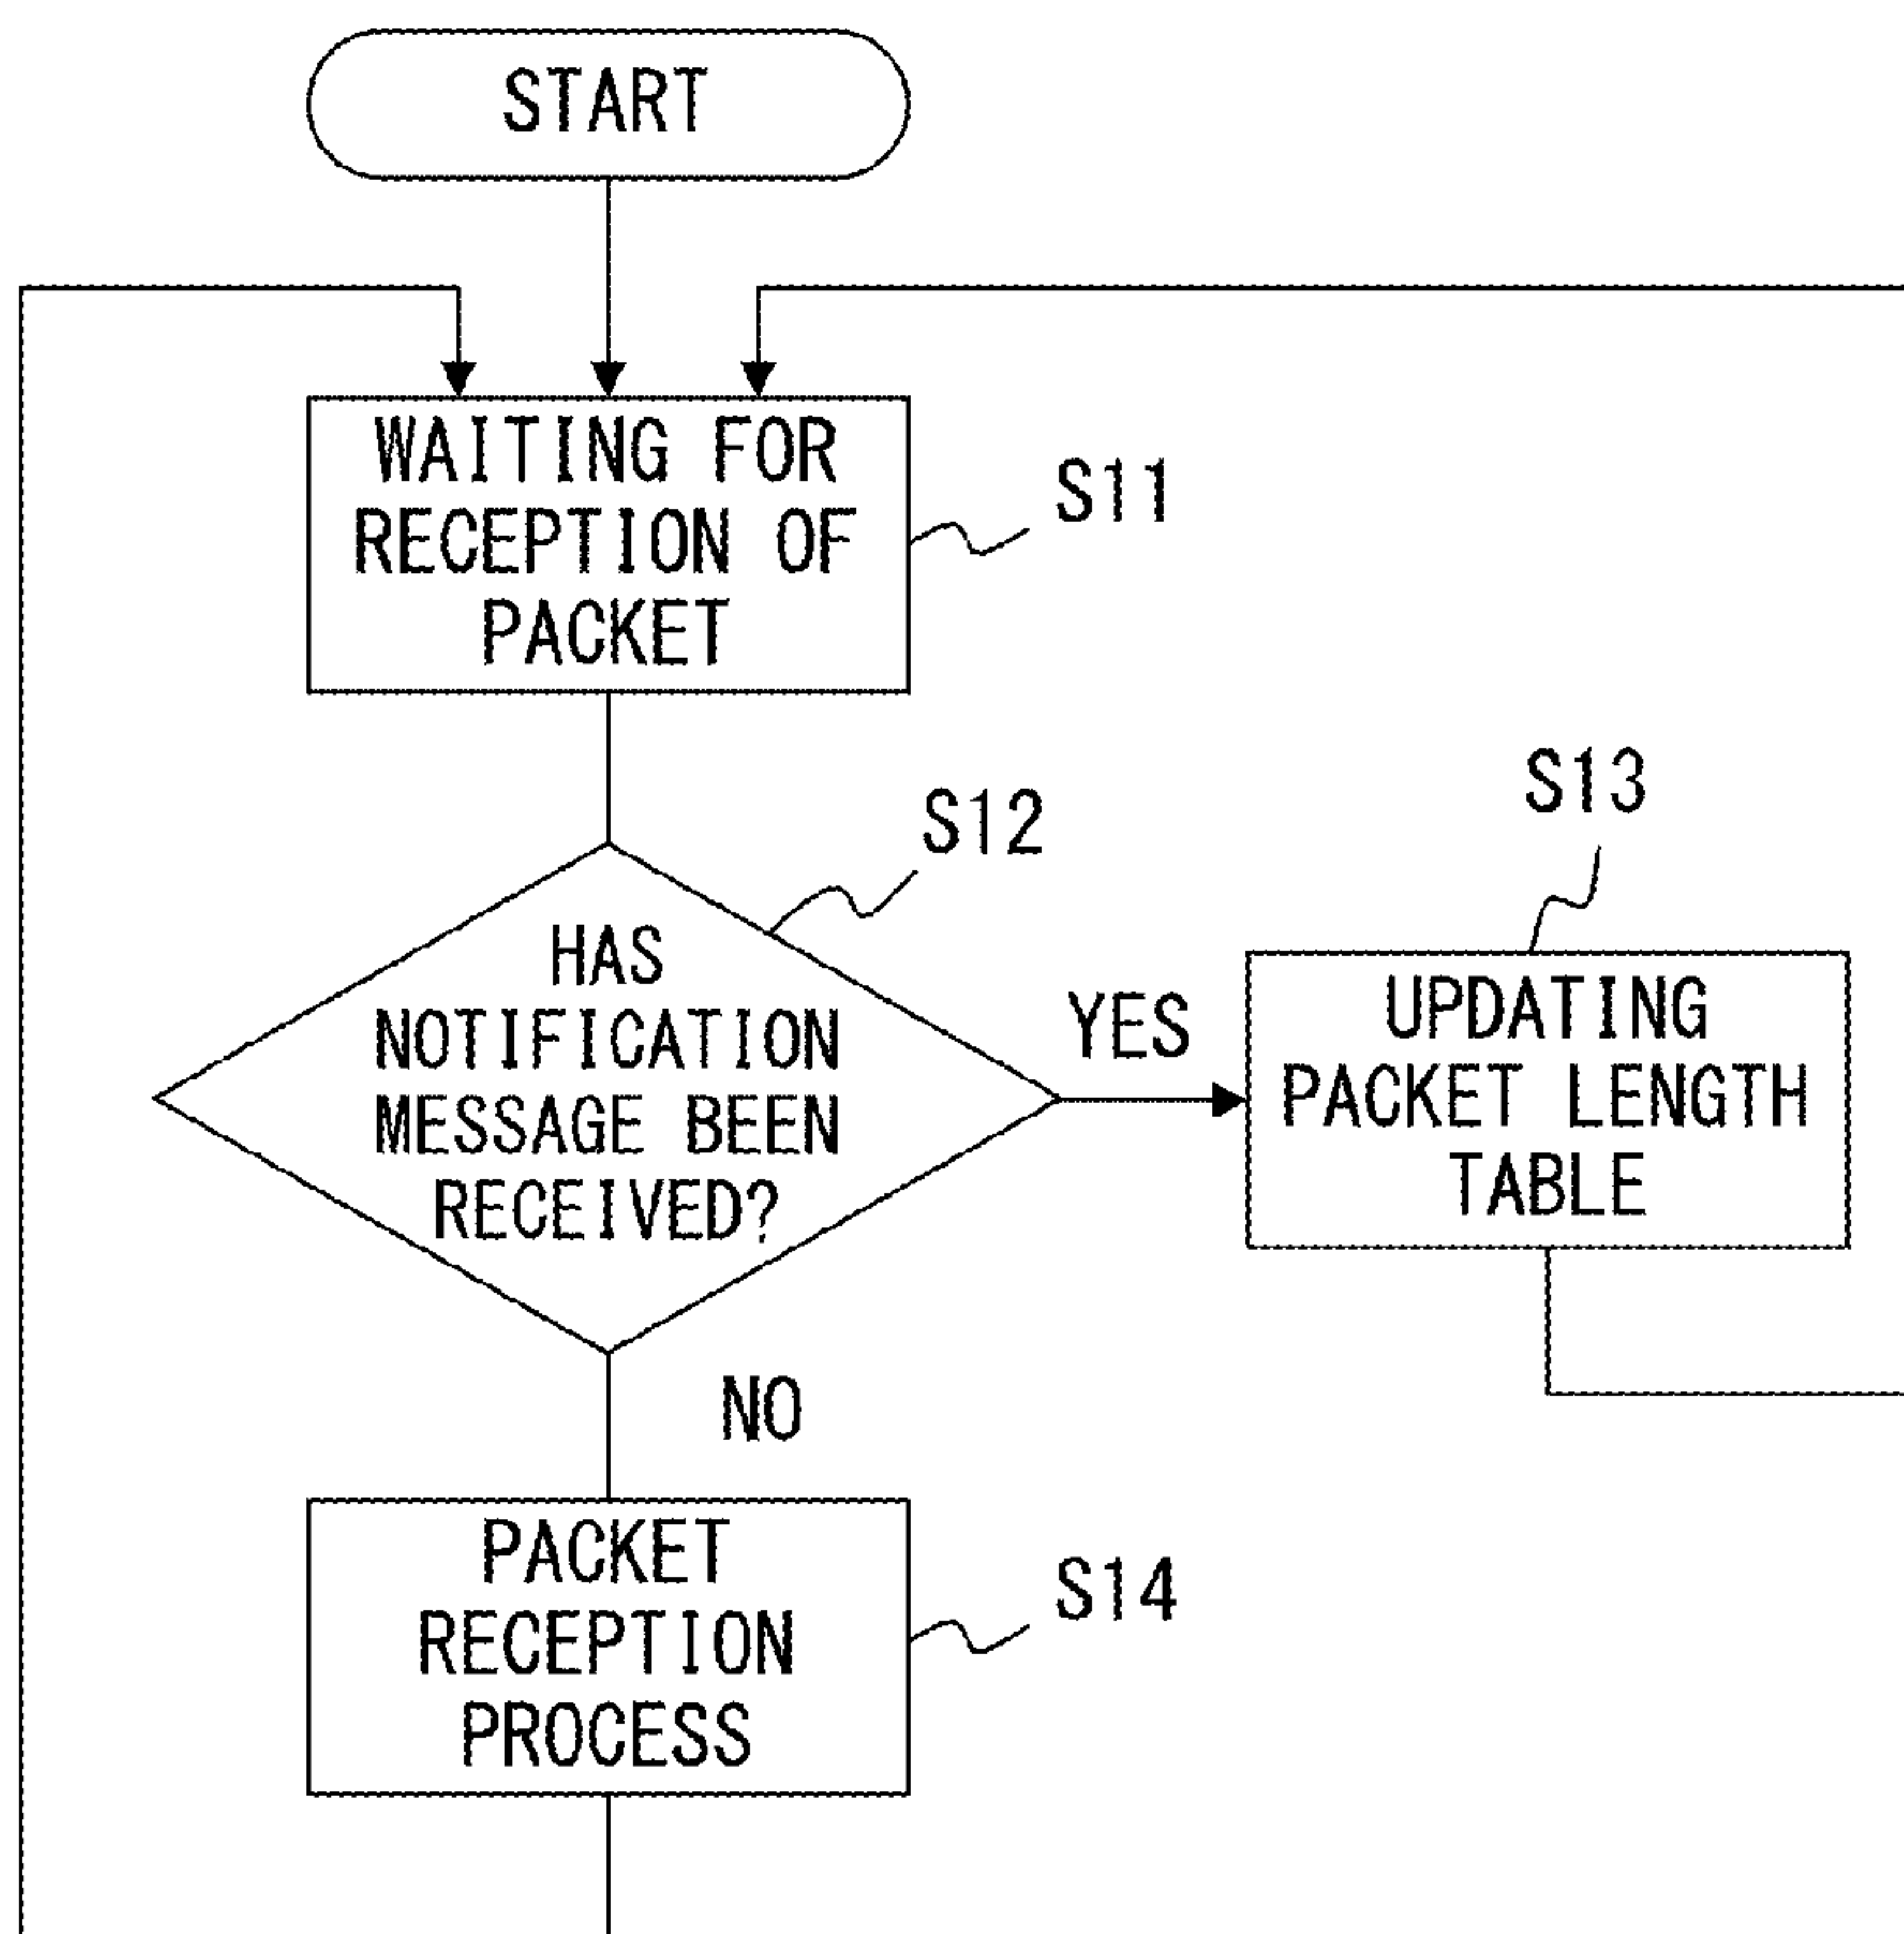 START
WAITING FOR
RECEPTION OF
PACKET
S11
S12
HAS
NOTIFICATION
MESSAGE BEEN
RECEIVED?
YES
S13
UPDATING
PACKET LENGTH
TABLE
NO
PACKET
RECEPTION
PROCESS
S14